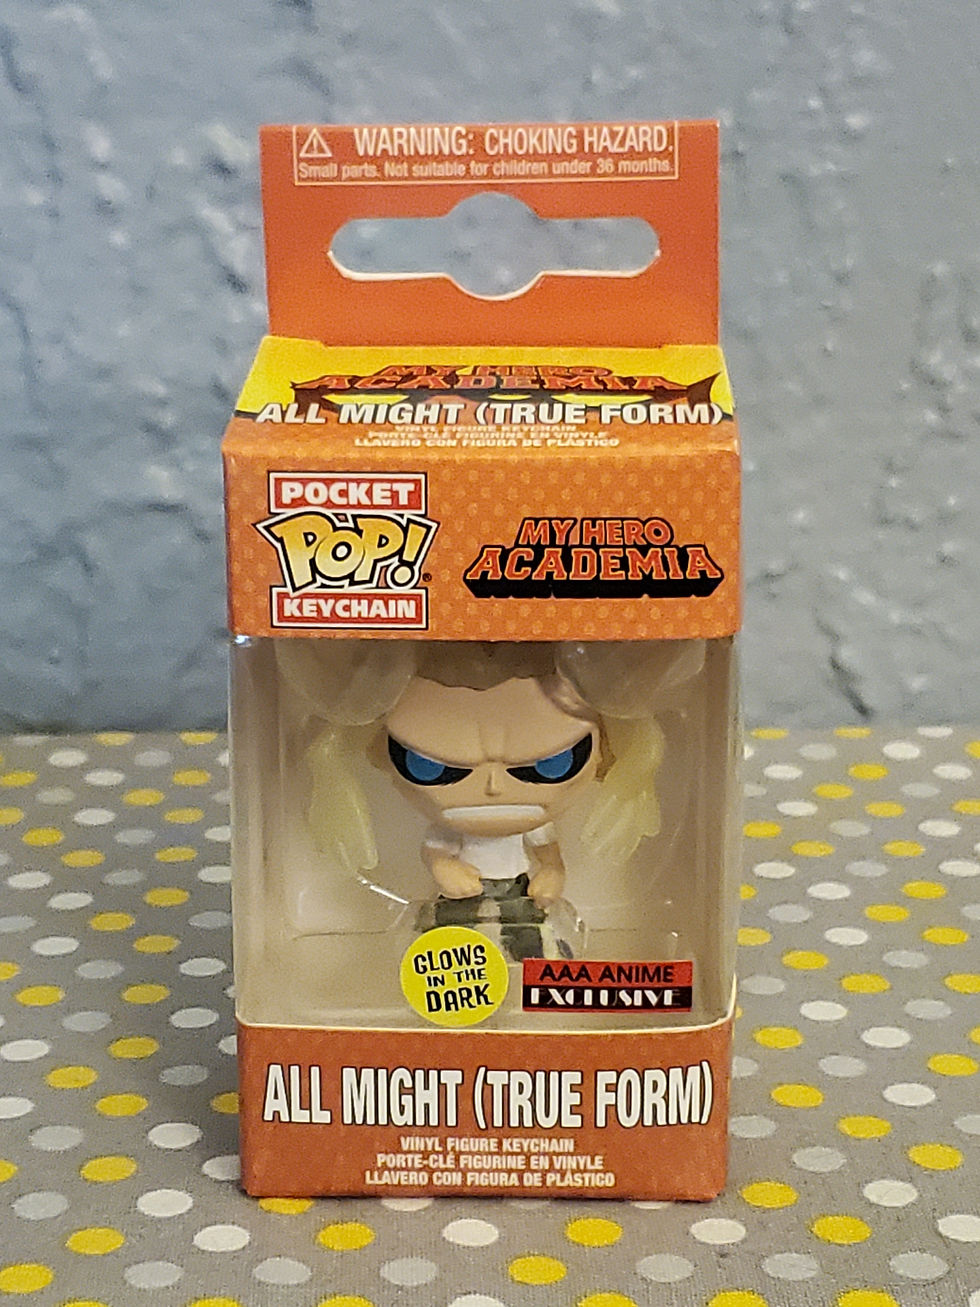 WARNING: CHOKING HAZARD.
Small parts. Not suitable for children under 36 months.
MY HERO
ACADEMIA
ALL MIGHT (TRUE FORM)
VINYL FIGURE KEYCHAIN
PORTE-CLÉ FIGURINE EN VINYLE
LLAVERO CON FIGURA DE PLÁSTICO
POCKET
POP!
KEYCHAIN
MY HERO
ACADEMIA
GLOWS
IN THE
DARK
AAA ANIME
EXCLUSIVE
ALL MIGHT (TRUE FORM)
VINYL FIGURE KEYCHAIN
PORTE-CLÉ FIGURINE EN VINYLE
LLAVERO CON FIGURA DE PLÁSTICO